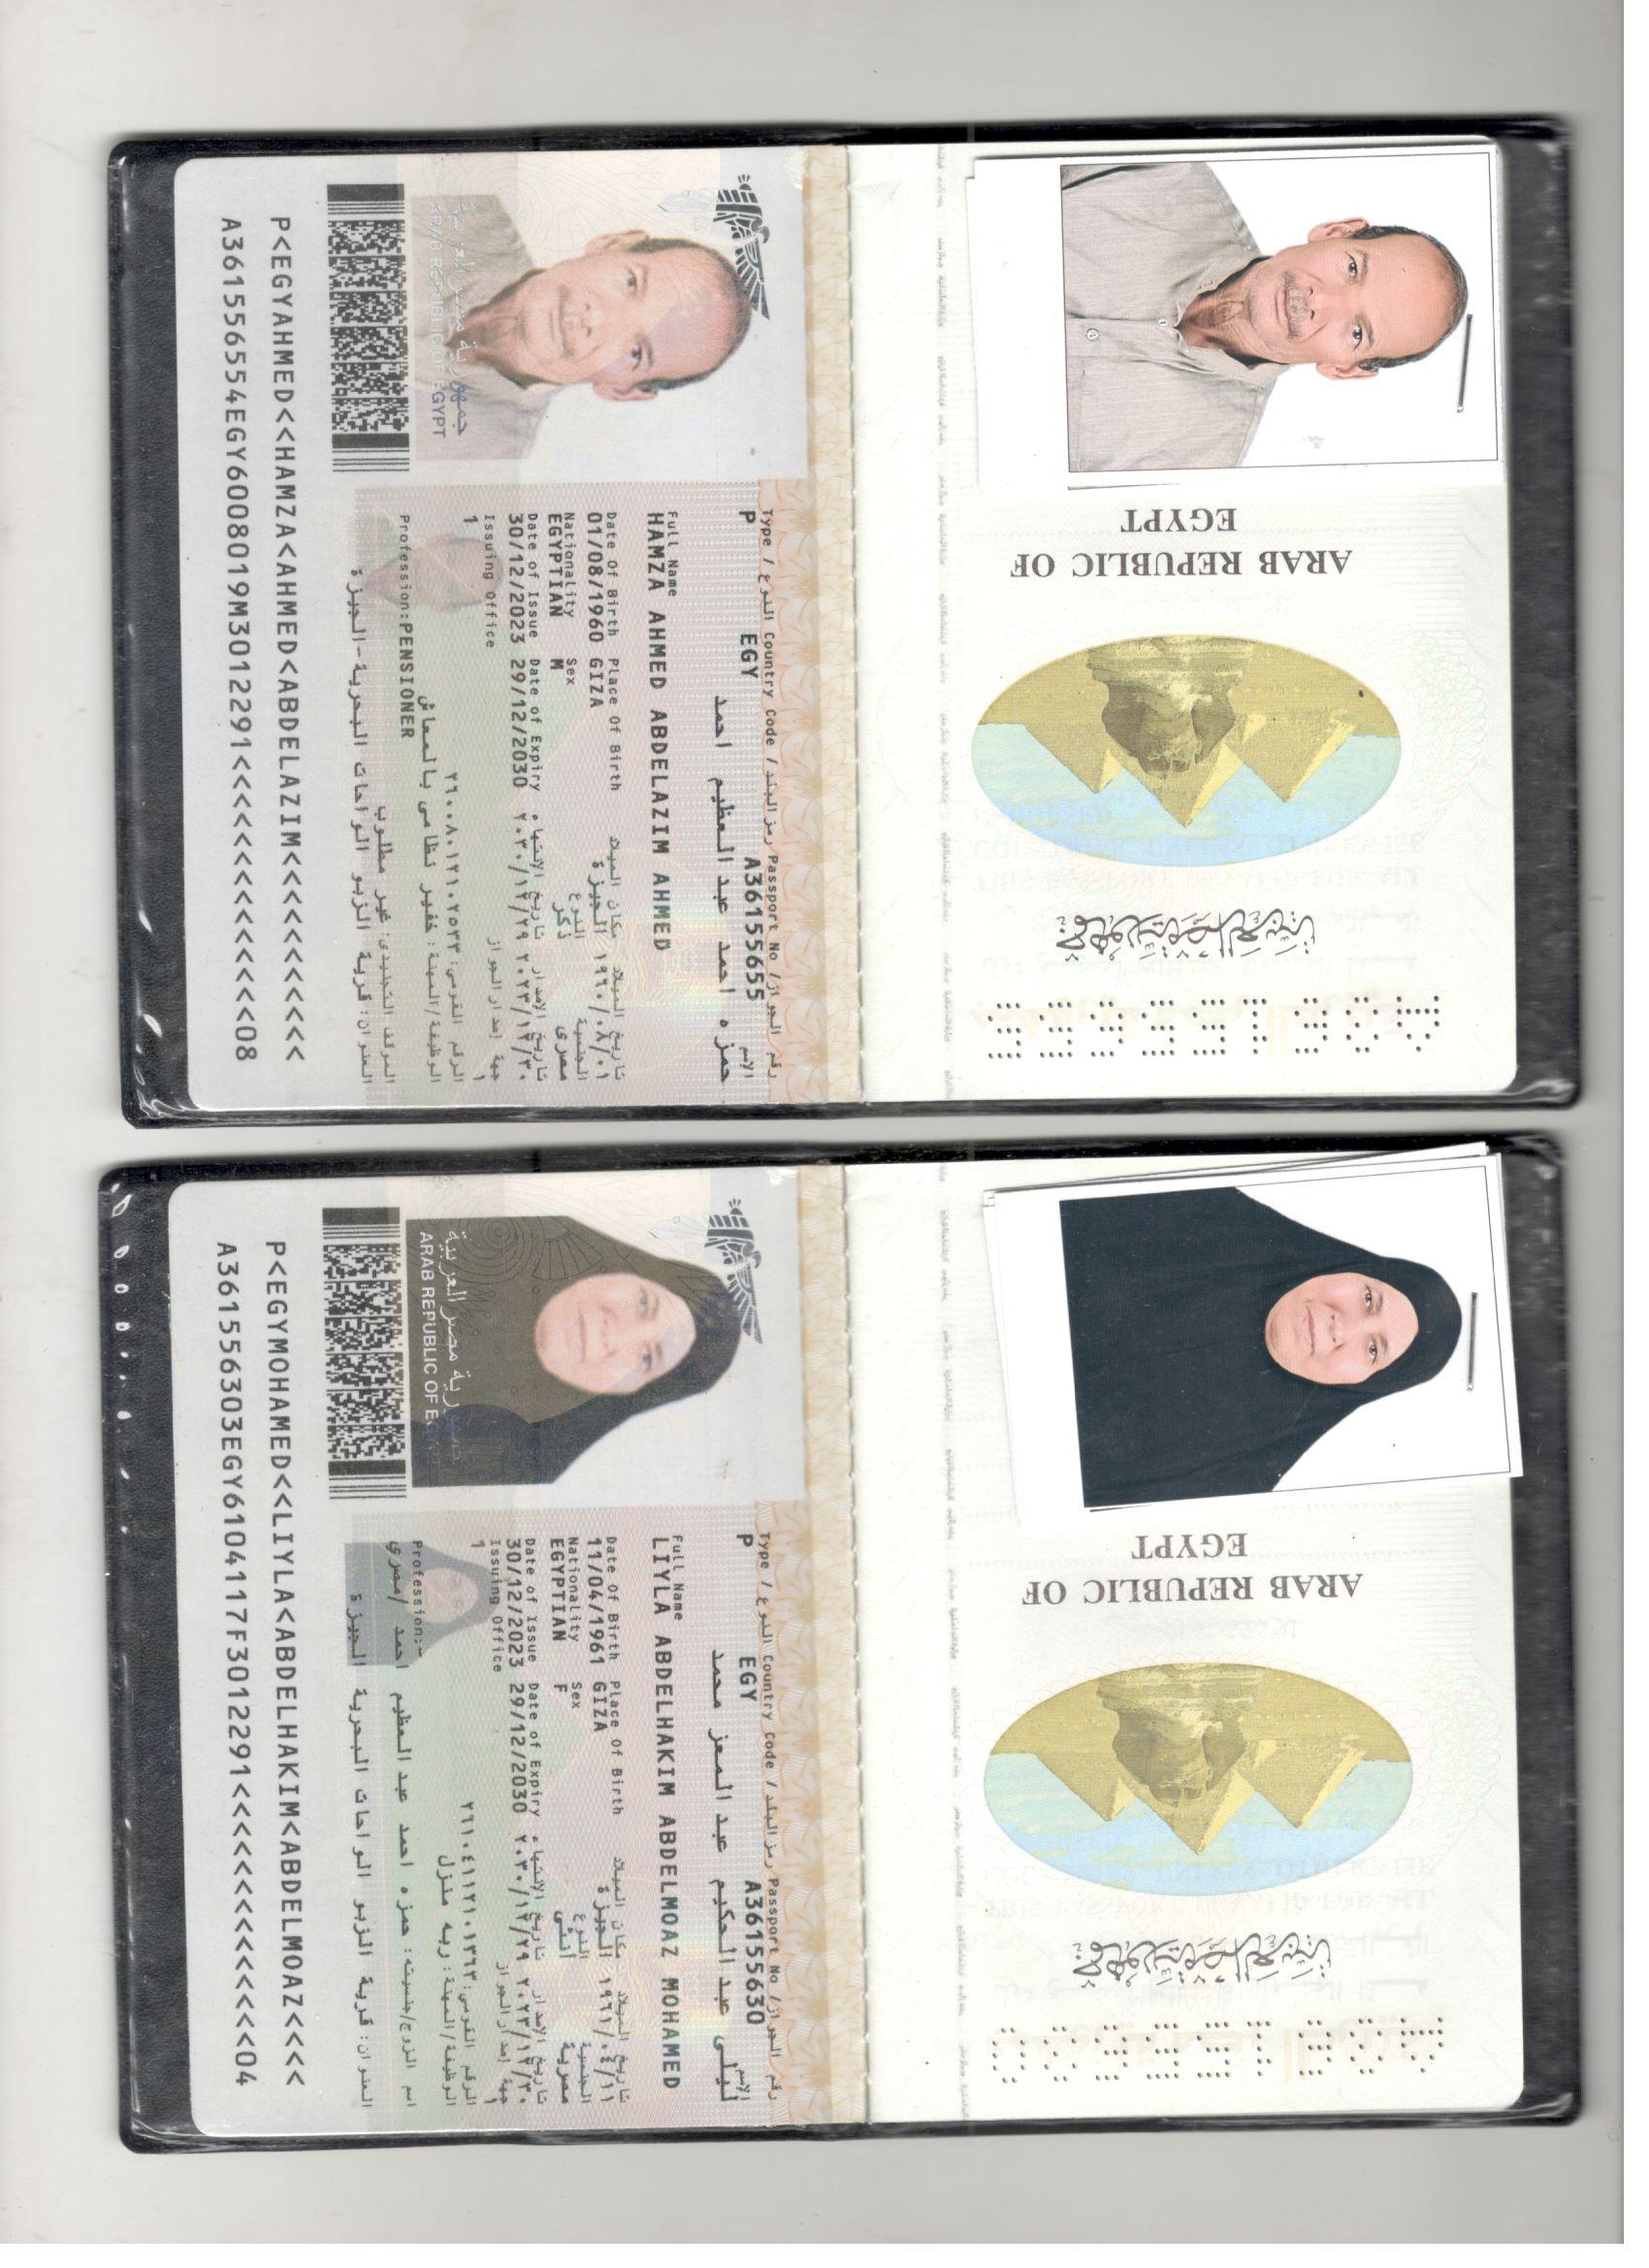 Type / النوع Country Code / رمز البلد Passport No / رقم الجواز
P EGY A36155655
الإسم
حمزه احمد عبد العظيم احمد
Full Name
HAMZA AHMED ABDELAZIM AHMED
Date Of Birth Place Of Birth مكان الميلاد تاريخ الميلاد
01/08/1960 GIZA الجيزة ١٩٦٠/٠٨/٠١
Nationality Sex النوع الجنسية
EGYPTIAN M ذكر مصرى
Date of Issue Date of Expiry تاريخ الإنتهاء تاريخ الإصدار
30/12/2023 29/12/2030 ٢٠٣٠/١٢/٢٩ ٢٠٢٣/١٢/٣٠
Issuing Office جهة إصدار الجواز
1 ١
الرقم القومى: ٢٦٠٠٨٠١٢١٠٢٥٣٣
الوظيفة/المهنة: خفير نظامى بالمعاش
Profession:PENSIONER
الموقف التجنيدى: غير مطلوب
العنوان: قرية الزبو الواحات البحرية-الجيزة
جمهورية مصر العربية
ARAB REPUBLIC OF EGYPT
P<EGYAHMED<<HAMZA<AHMED<ABDELAZIM<<<<<<<<<<<
A361556554EGY6008019M3012291<<<<<<<<<<<<<<08
ARAB REPUBLIC OF
EGYPT
جمهورية مصر العربية
A36155655
Type / النوع Country Code / رمز البلد Passport No / رقم الجواز
P EGY A36155630
الإسم
ليلى عبد الحكيم عبد المعز محمد
Full Name
LIYLA ABDELHAKIM ABDELMOAZ MOHAMED
Date Of Birth Place Of Birth مكان الميلاد تاريخ الميلاد
11/04/1961 GIZA الجيزة ١٩٦١/٠٤/١١
Nationality Sex النوع الجنسية
EGYPTIAN F أنثى مصرية
Date of Issue Date of Expiry تاريخ الإنتهاء تاريخ الإصدار
30/12/2023 29/12/2030 ٢٠٣٠/١٢/٢٩ ٢٠٢٣/١٢/٣٠
Issuing Office جهة إصدار الجواز
1 ١
الرقم القومى: ٢٦١٠٤١١٢١٠١٣٦٣
الوظيفة/المهنة: ربه منزل
Profession:-
اسم الزوج/جنسيته: حمزه احمد عبد العظيم احمد /مصري
العنوان: قرية الزبو الواحات البحرية الجيزة
جمهورية مصر العربية
ARAB REPUBLIC OF EGYPT
P<EGYMOHAMED<<LIYLA<ABDELHAKIM<ABDELMOAZ<<<<
A361556303EGY6104117F3012291<<<<<<<<<<<<<<04
ARAB REPUBLIC OF
EGYPT
جمهورية مصر العربية
A36155630